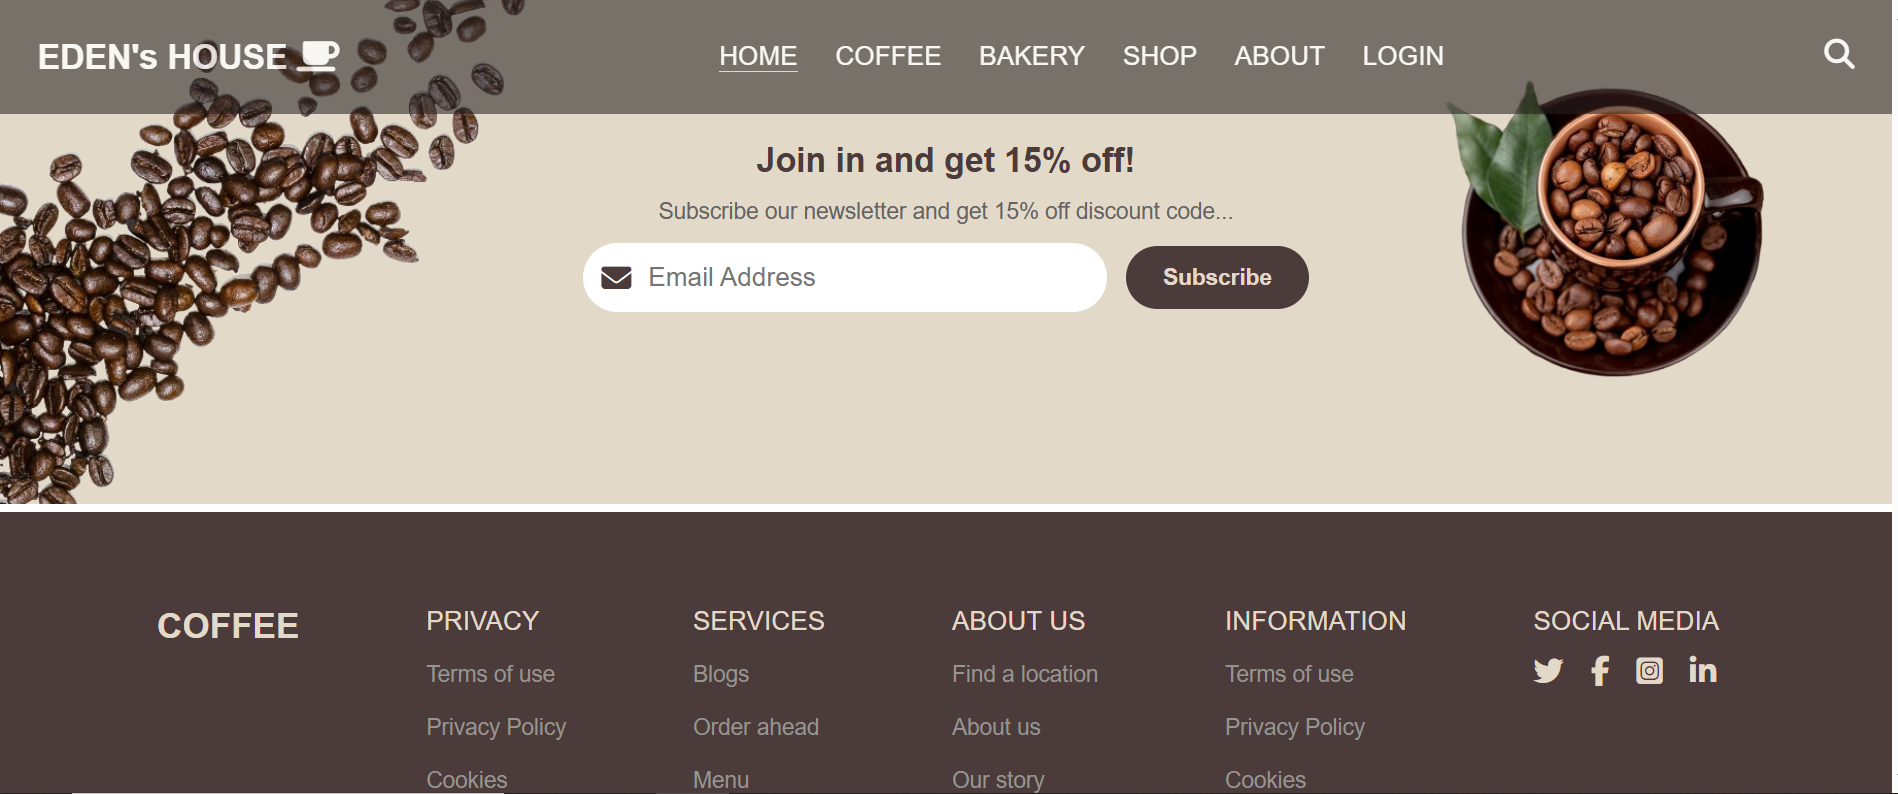 EDEN's HOUSE
HOME COFFEE BAKERY SHOP ABOUT LOGIN
Join in and get 15% off!
Subscribe our newsletter and get 15% off discount code...
Email Address
Subscribe
COFFEE
PRIVACY
Terms of use
Privacy Policy
Cookies
SERVICES
Blogs
Order ahead
Menu
ABOUT US
Find a location
About us
Our story
INFORMATION
Terms of use
Privacy Policy
Cookies
SOCIAL MEDIA